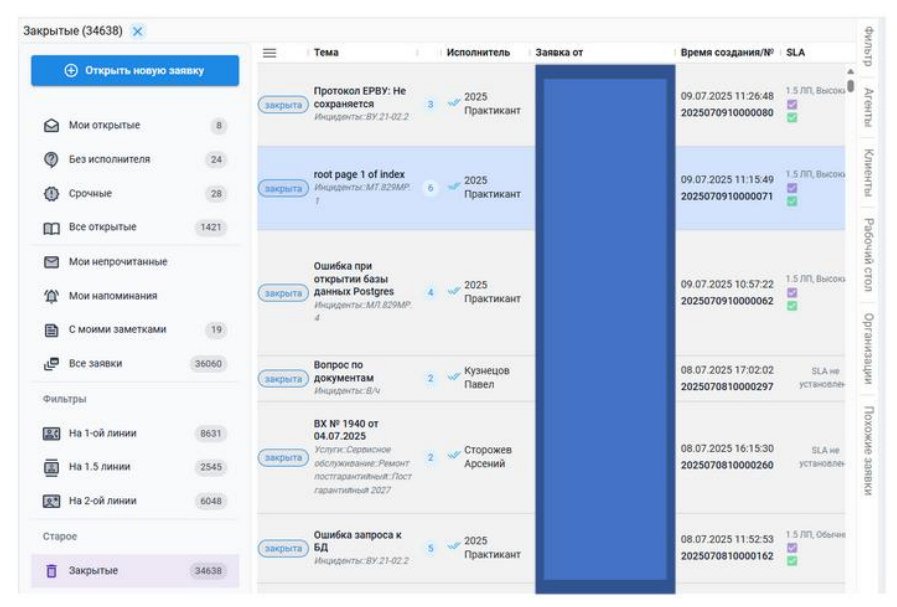 Закрытые (34638)
Открыть новую заявку
Мои открытые 8
Без исполнителя 24
Срочные 28
Все открытые 1421
Мои непрочитанные
Мои напоминания
С моими заметками 19
Все заявки 36060
Фильтры
На 1-ой линии 8631
На 1.5 линии 2545
На 2-ой линии 6048
Старое
Закрытые 34638
Тема Исполнитель Заявка от Время создания/№ SLA
закрыта
Протокол ЕРВУ: Не
сохраняется
Инциденты::ВУ.21-02.2
3
2025
Практикант
09.07.2025 11:26:48
2025070910000080
1.5 ЛП, Высок
закрыта
root page 1 of index
Инциденты::МТ.829МР.
1
6
2025
Практикант
09.07.2025 11:15:49
2025070910000071
1.5 ЛП, Высок
закрыта
Ошибка при
открытии базы
данных Postgres
Инциденты::МЛ.829МР.
4
4
2025
Практикант
09.07.2025 10:57:22
2025070910000062
1.5 ЛП, Высок
закрыта
Вопрос по
документам
Инциденты::В/ч
2
Кузнецов
Павел
08.07.2025 17:02:02
2025070810000297
SLA не
установлен
закрыта
ВХ № 1940 от
04.07.2025
Услуги::Сервисное
обслуживание::Ремонт
постгарантийный::Пост
гарантийный 2027
2
Сторожев
Арсений
08.07.2025 16:15:30
2025070810000260
SLA не
установлен
закрыта
Ошибка запроса к
БД
Инциденты::ВУ.21-02.2
5
2025
Практикант
08.07.2025 11:52:53
2025070810000162
1.5 ЛП, Обычн
Фильтр
Агенты
Клиенты
Рабочий стол
Организации
Похожие заявки